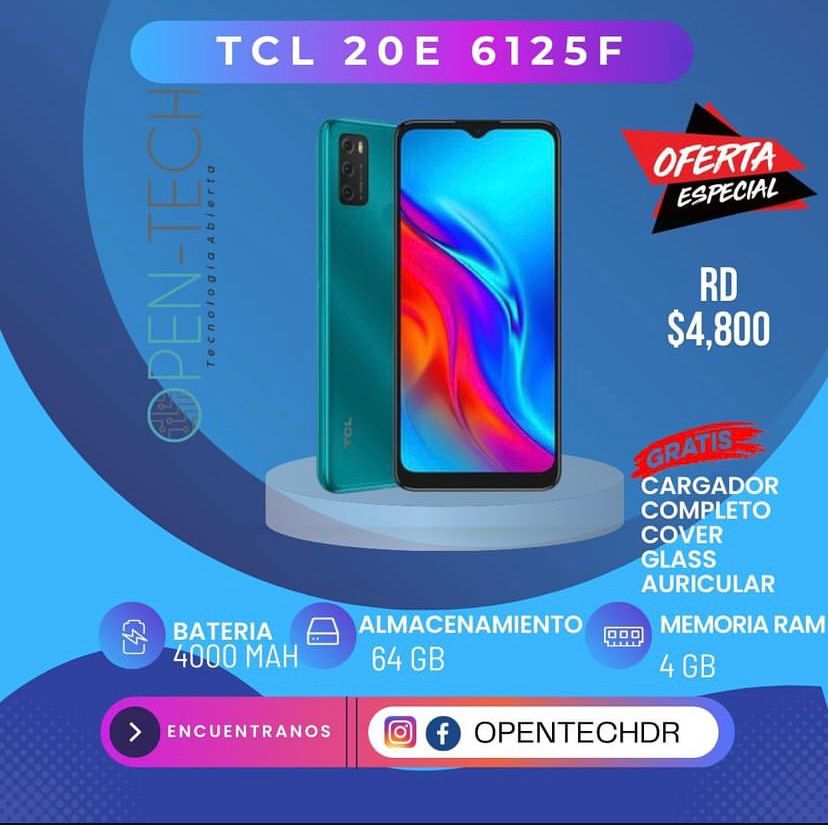 TCL 20E 6125F
OPEN-TECH
Tecnología Abierta
OFERTA
ESPECIAL
RD
$4,800
TCL
GRATIS
CARGADOR
COMPLETO
COVER
GLASS
AURICULAR
BATERIA
4000 MAH
ALMACENAMIENTO
64 GB
MEMORIA RAM
4 GB
ENCUENTRANOS
OPENTECHDR